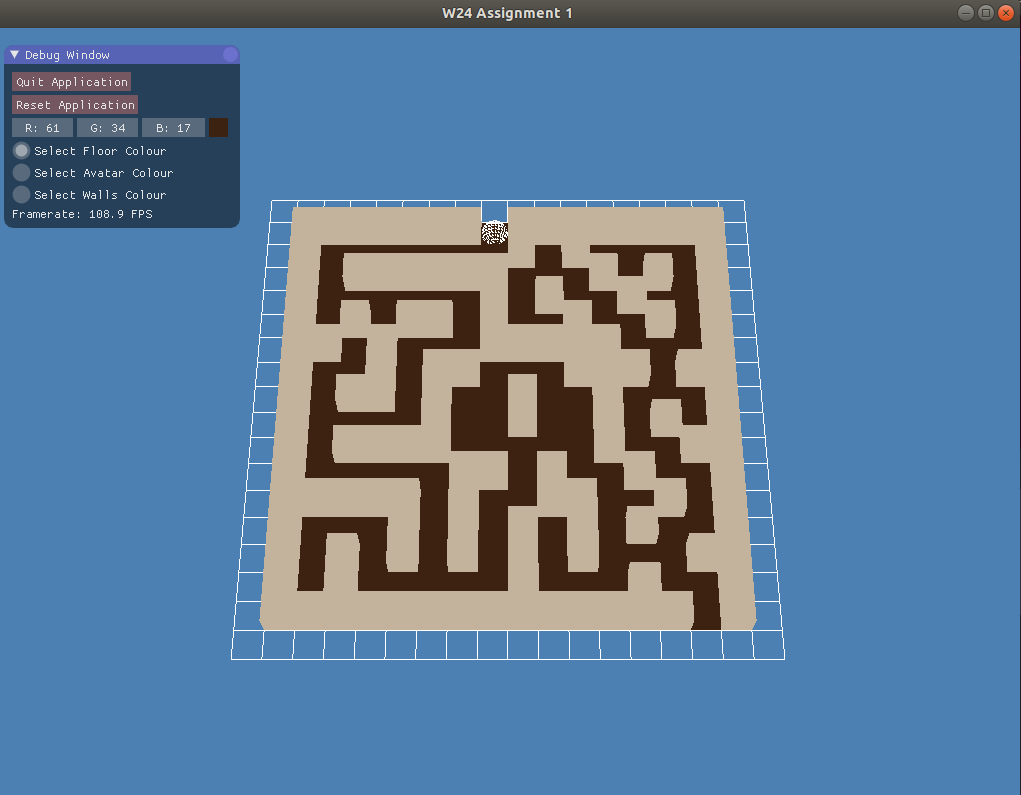 W24 Assignment 1
Debug Window
Quit Application
Reset Application
R: 61 G: 34 B: 17
Select Floor Colour
Select Avatar Colour
Select Walls Colour
Framerate: 108.9 FPS